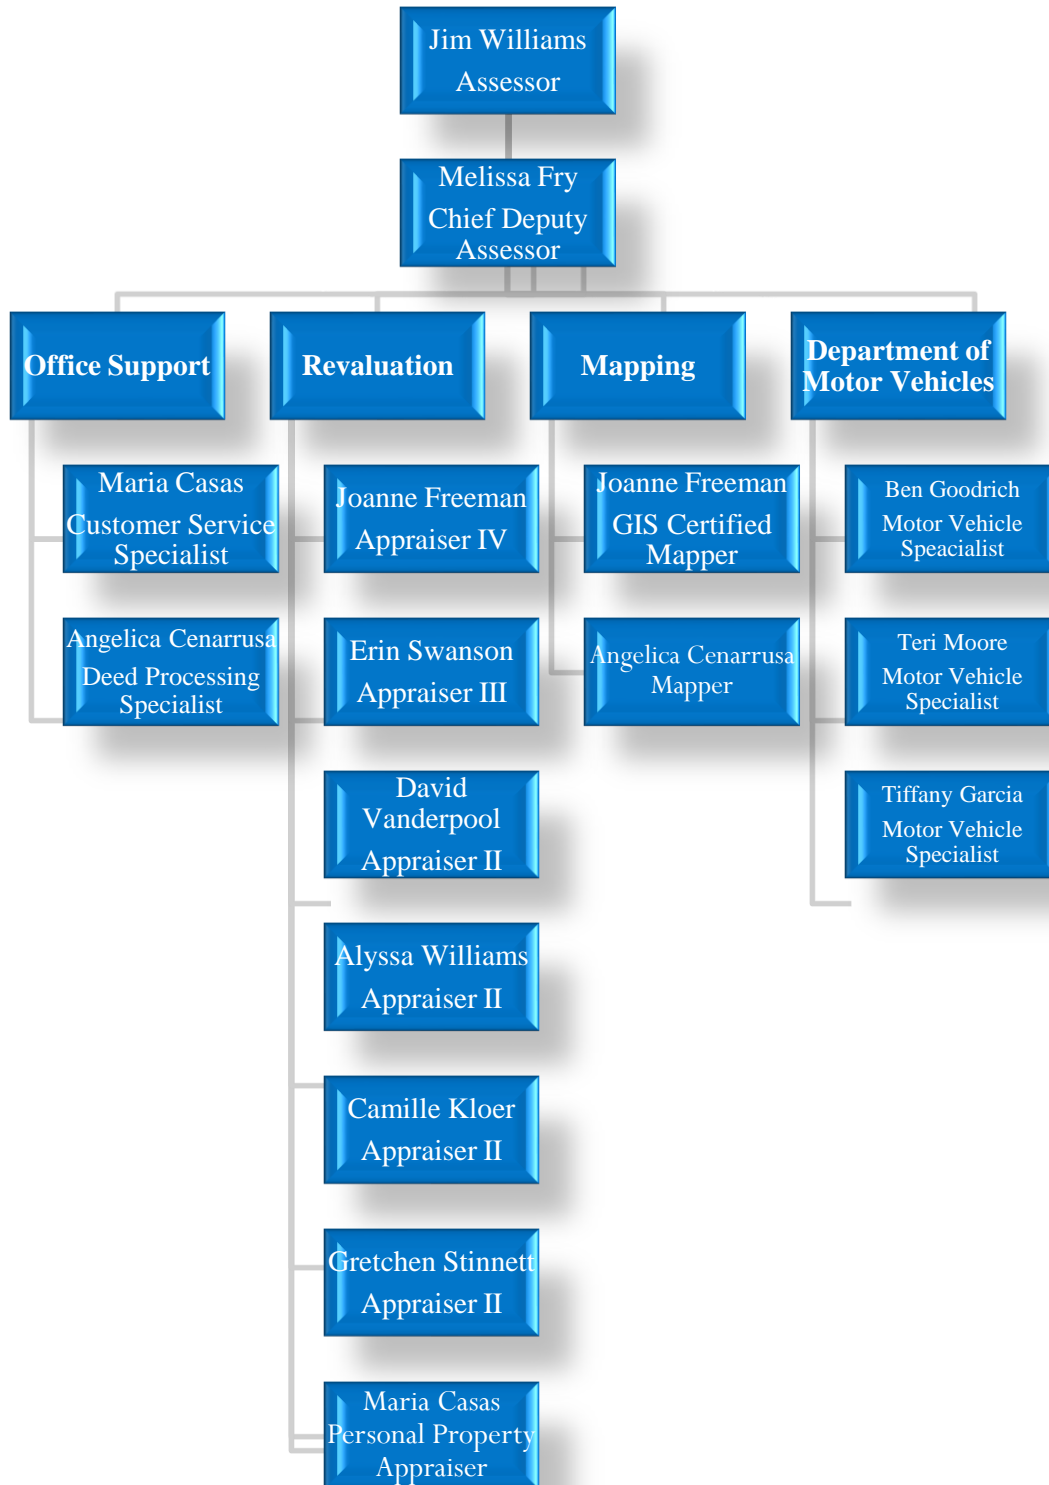 Jim Williams
Assessor
Melissa Fry
Chief Deputy
Assessor
Office Support
Maria Casas
Customer Service
Specialist
Angelica Cenarrusa
Deed Processing
Specialist
Revaluation
Joanne Freeman
Appraiser IV
Erin Swanson
Appraiser III
David
Vanderpool
Appraiser II
Alyssa Williams
Appraiser II
Camille Kloer
Appraiser II
Gretchen Stinnett
Appraiser II
Maria Casas
Personal Property
Appraiser
Mapping
Joanne Freeman
GIS Certified
Mapper
Angelica Cenarrusa
Mapper
Department of
Motor Vehicles
Ben Goodrich
Motor Vehicle
Speacialist
Teri Moore
Motor Vehicle
Specialist
Tiffany Garcia
Motor Vehicle
Specialist